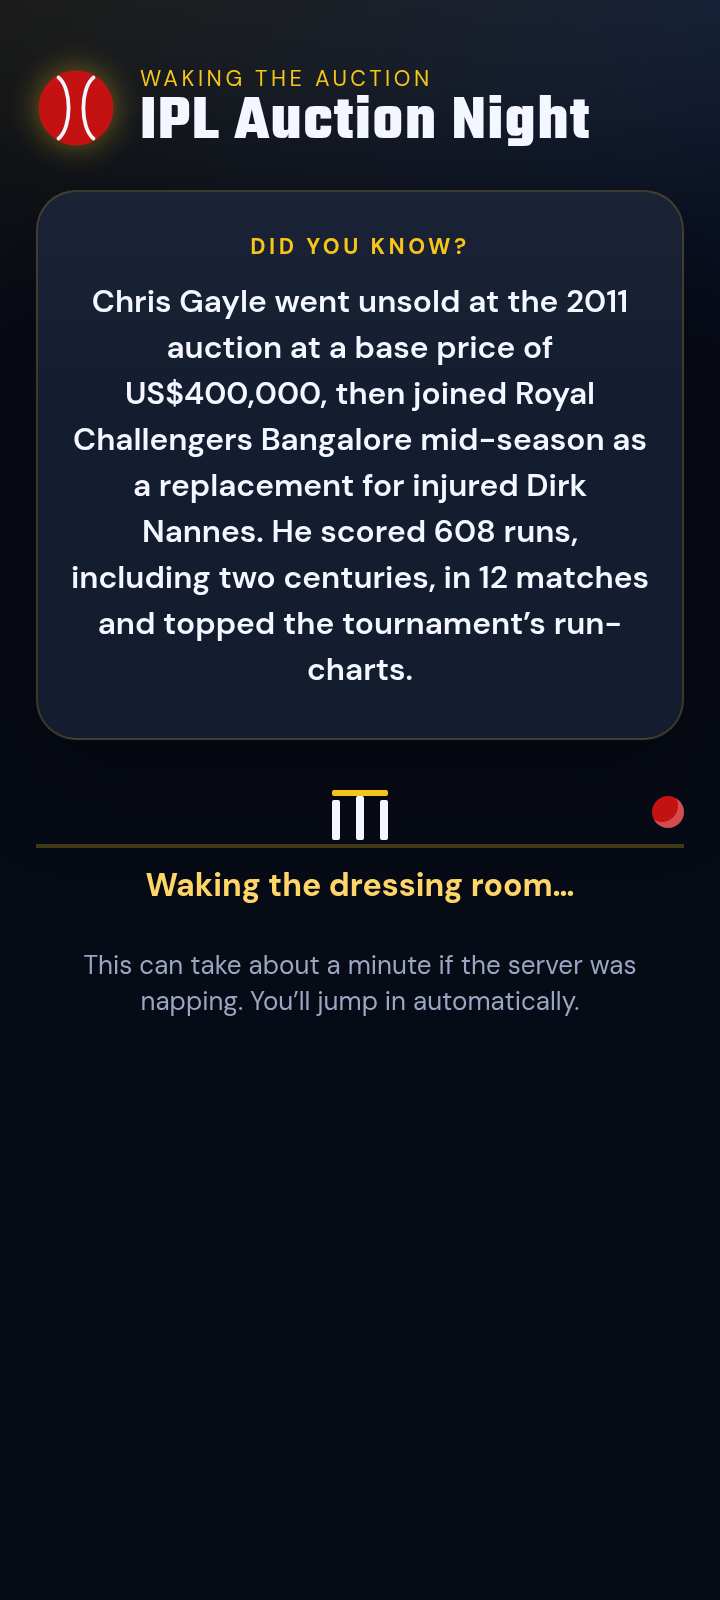 WAKING THE AUCTION
IPL Auction Night
DID YOU KNOW?
Chris Gayle went unsold at the 2011
auction at a base price of
US$400,000, then joined Royal
Challengers Bangalore mid-season as
a replacement for injured Dirk
Nannes. He scored 608 runs,
including two centuries, in 12 matches
and topped the tournament’s run-
charts.
Waking the dressing room…
This can take about a minute if the server was
napping. You’ll jump in automatically.